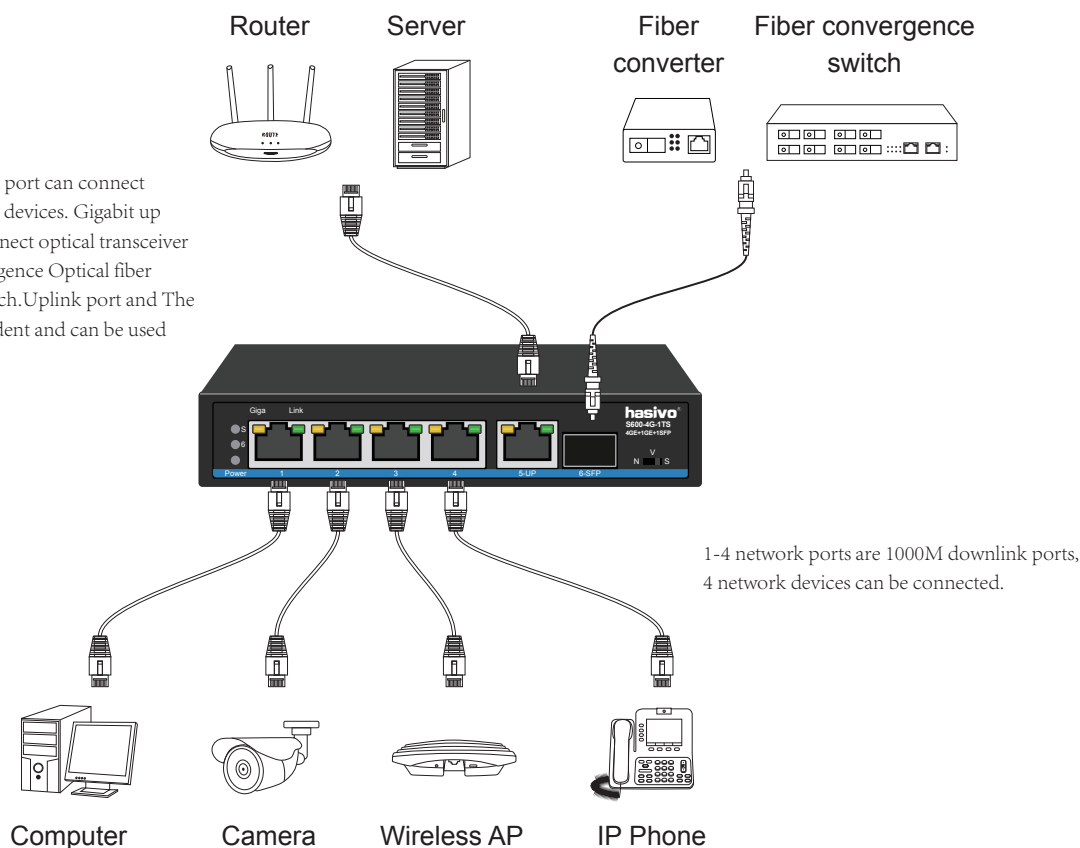 Router
Server
Fiber
converter
Fiber convergence
switch
port can connect
devices. Gigabit up
nect optical transceiver
gence Optical fiber
ch.Uplink port and The
dent and can be used
ROUTE
Giga
Link
S
6
Power
1
2
3
4
5-UP
6-SFP
hasivo®
S600-4G-1TS
4GE+1GE+1SFP
V
N
S
1-4 network ports are 1000M downlink ports,
4 network devices can be connected.
Computer
Camera
Wireless AP
IP Phone